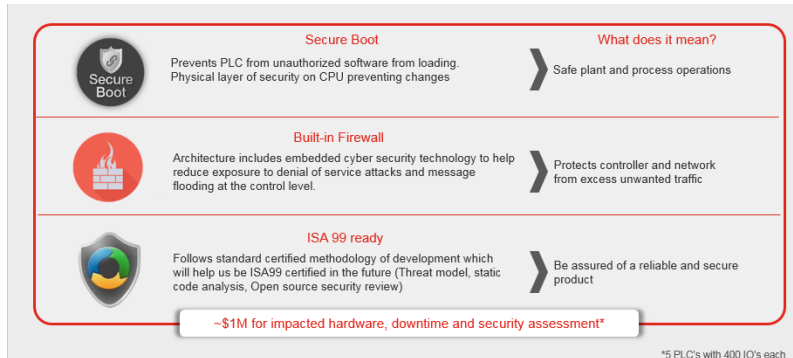 Secure Boot
What does it mean?
Secure
Boot
Prevents PLC from unauthorized software from loading.
Physical layer of security on CPU preventing changes
Safe plant and process operations
Built-in Firewall
Architecture includes embedded cyber security technology to help
reduce exposure to denial of service attacks and message
flooding at the control level.
Protects controller and network
from excess unwanted traffic
ISA 99 ready
Follows standard certified methodology of development which
will help us be ISA99 certified in the future (Threat model, static
code analysis, Open source security review)
Be assured of a reliable and secure
product
~$1M for impacted hardware, downtime and security assessment*
*5 PLC's with 400 IO's each